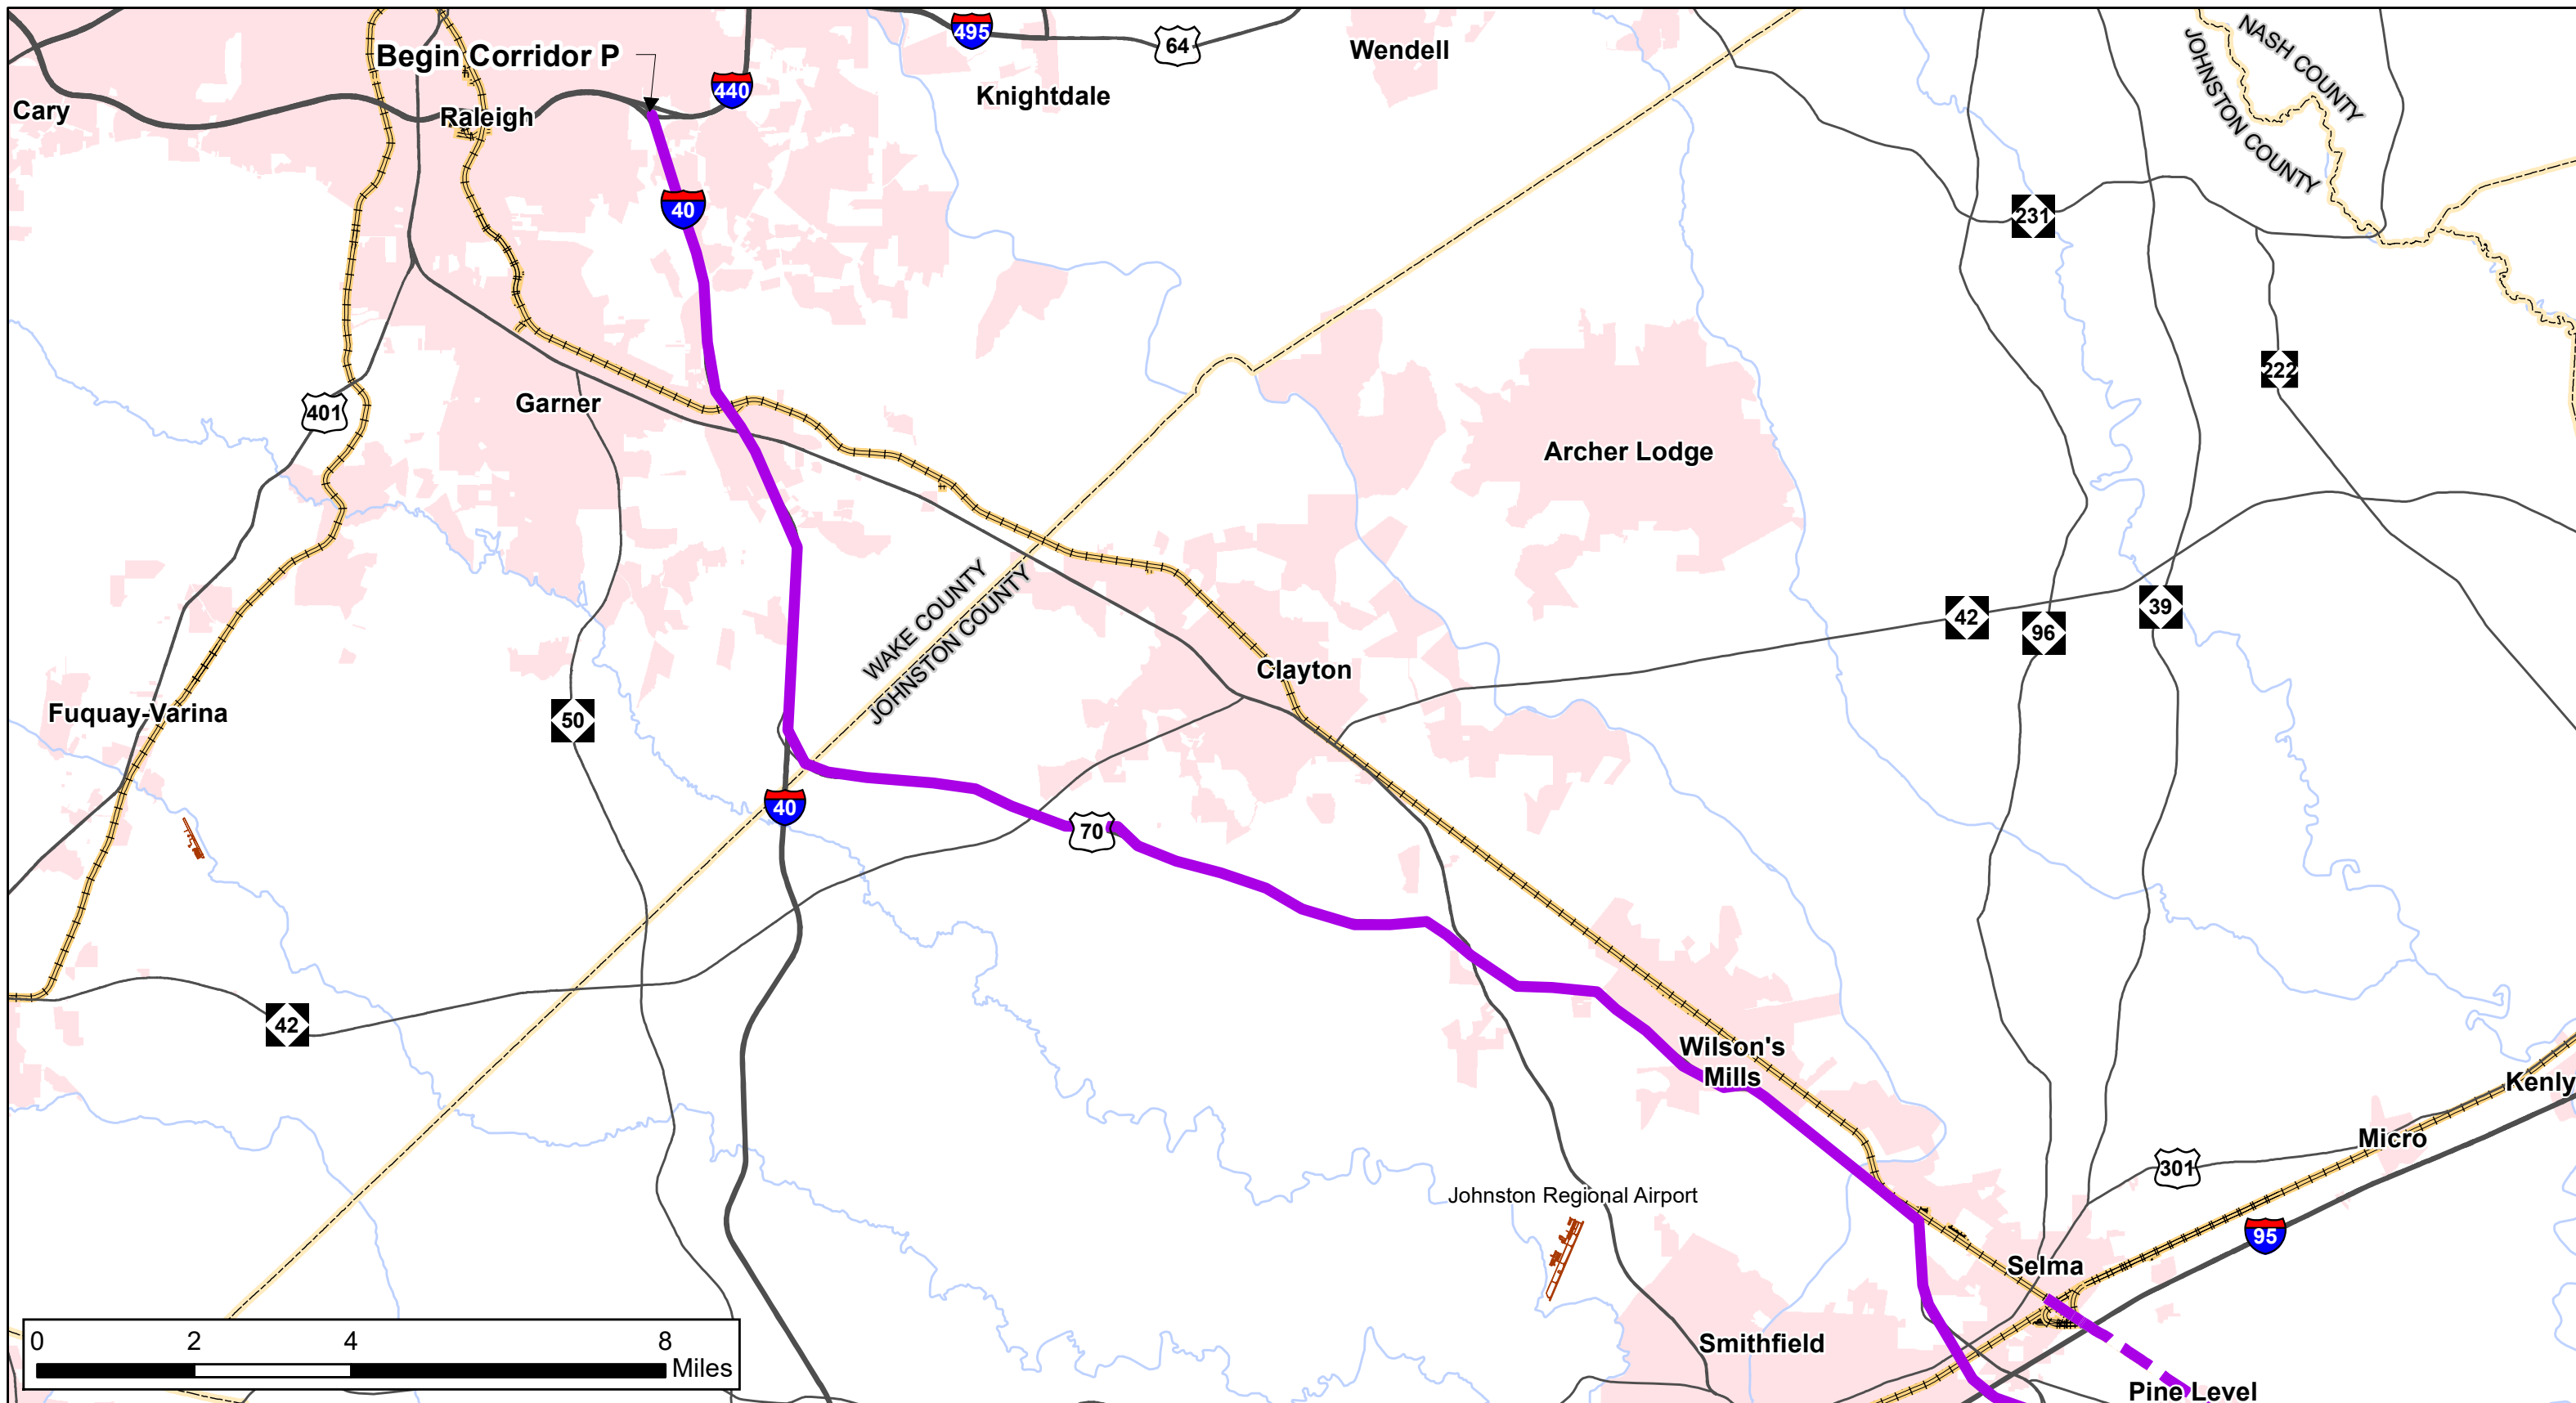 495
64
Wendell
NASH COUNTY
JOHNSTON COUNTY
Begin Corridor P
440
Knightdale
Cary
Raleigh
40
231
222
401
Garner
Archer Lodge
WAKE COUNTY
JOHNSTON COUNTY
42
96
39
Clayton
Fuquay-Varina
50
40
70
42
Wilson's
Mills
Kenly
Micro
301
Johnston Regional Airport
95
Selma
Smithfield
Pine Level
0 2 4 8
Miles